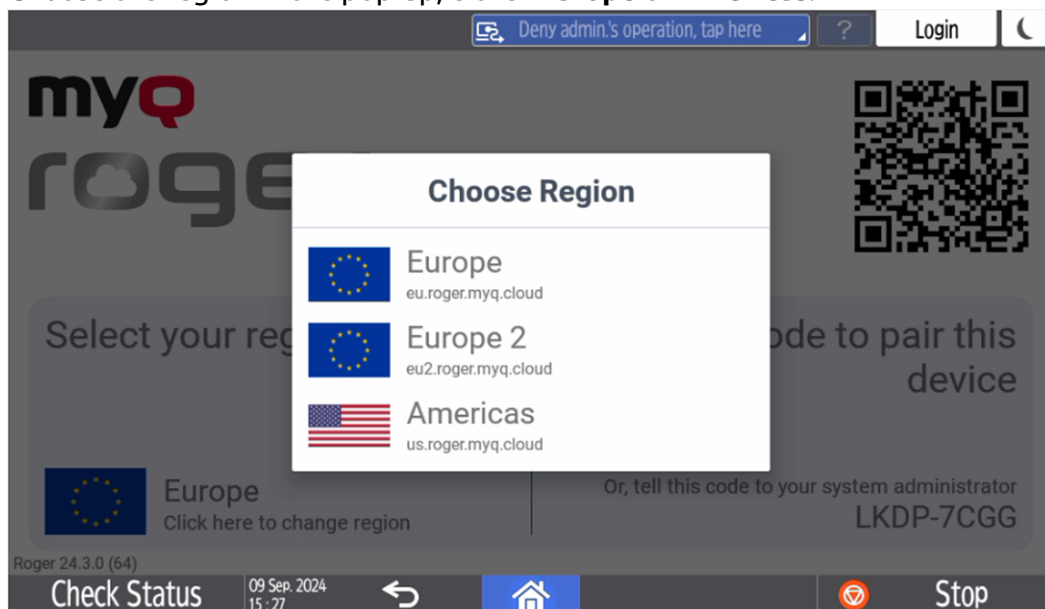 Deny admin.'s operation, tap here
?
Login
myQ
Choose Region
Europe
eu.roger.myq.cloud
Europe 2
eu2.roger.myq.cloud
Americas
us.roger.myq.cloud
Select your
ode to pair this
device
Europe
Click here to change region
Or, tell this code to your system administrator
LKDP-7CGG
Roger 24.3.0 (64)
Check Status
09 Sep. 2024
15 : 27
Stop